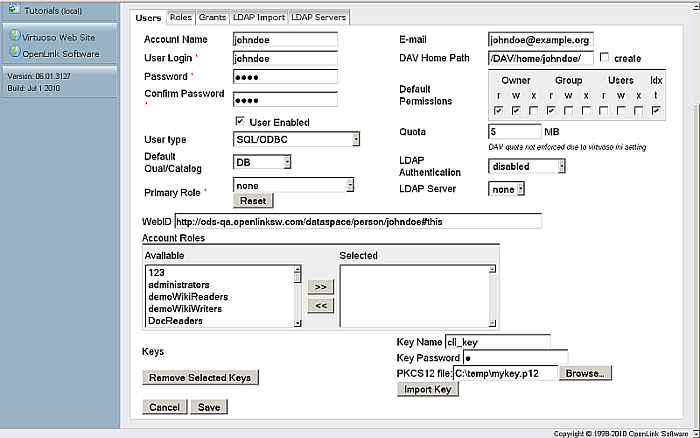 Tutorials (local)
Virtuoso Web Site
OpenLink Software
Version: 06.01.3127
Build: Jul 1 2010
Users Roles Grants LDAP Import LDAP Servers
Account Name johndoe E-mail johndoe@example.org
User Login * johndoe DAV Home Path /DAV/home/johndoe/ create
Password * ●●●●
Confirm Password * ●●●●
Default Permissions
Owner Group Users Idx
r w x r w x r w x t
User Enabled
User type SQL/ODBC
Quota 5 MB
DAV quota not enforced due to virtuoso ini setting
Default Qual/Catalog DB
LDAP Authentication disabled
Primary Role * none
LDAP Server none
Reset
WebID http://ods-qa.openlinksw.com/dataspace/person/johndoe#this
Account Roles
Available Selected
123
administrators
demoWikiReaders
demoWikiWriters
DocReaders
>>
<<
Keys
Key Name cli_key
Key Password ●
PKCS12 file: C:\temp\mykey.p12 Browse...
Remove Selected Keys
Import Key
Cancel Save
Copyright © 1998-2010 OpenLink Software